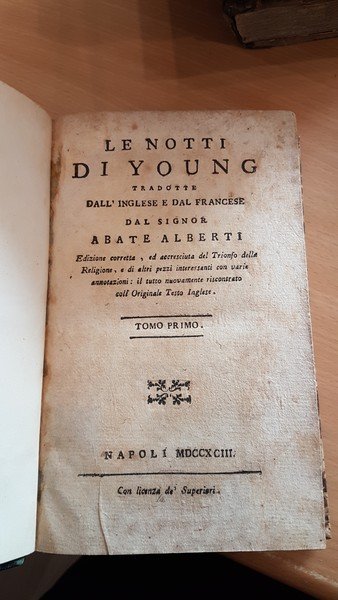 LE NOTTI
DI YOUNG
TRADOTTE
DALL' INGLESE E DAL FRANCESE
DAL SIGNOR
ABATE ALBERTI
Edizione corretta, ed accresciuta del Trionfo della
Religione, e di altri pezzi interessanti con varie
annotazioni: il tutto nuovamente riscontrato
coll' Originale Testo Inglese.
TOMO PRIMO.
NAPOLI MDCCXCIII.
Con licenza de' Superiori.